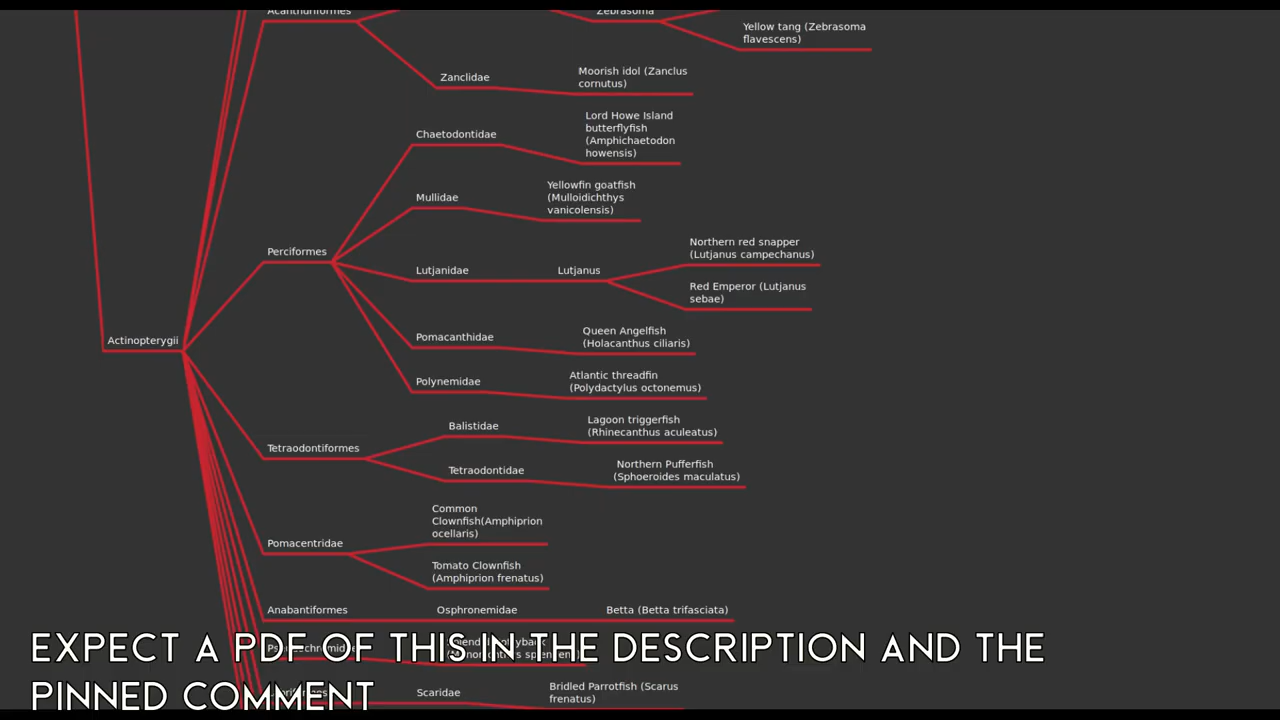 Acanthuriformes
Zebrasoma
Yellow tang (Zebrasoma
flavescens)
Zanclidae
Moorish idol (Zanclus
cornutus)
Chaetodontidae
Lord Howe Island
butterflyfish
(Amphichaetodon
howensis)
Mullidae
Yellowfin goatfish
(Mulloidichthys
vanicolensis)
Perciformes
Lutjanidae
Lutjanus
Northern red snapper
(Lutjanus campechanus)
Red Emperor (Lutjanus
sebae)
Pomacanthidae
Queen Angelfish
(Holacanthus ciliaris)
Polynemidae
Atlantic threadfin
(Polydactylus octonemus)
Actinopterygii
Tetraodontiformes
Balistidae
Lagoon triggerfish
(Rhinecanthus aculeatus)
Tetraodontidae
Northern Pufferfish
(Sphoeroides maculatus)
Pomacentridae
Common
Clownfish(Amphiprion
ocellaris)
Tomato Clownfish
(Amphiprion frenatus)
Anabantiformes
Osphronemidae
Betta (Betta trifasciata)
Scaridae
Bridled Parrotfish (Scarus
frenatus)
EXPECT A PDF OF THIS IN THE DESCRIPTION AND THE
PINNED COMMENT